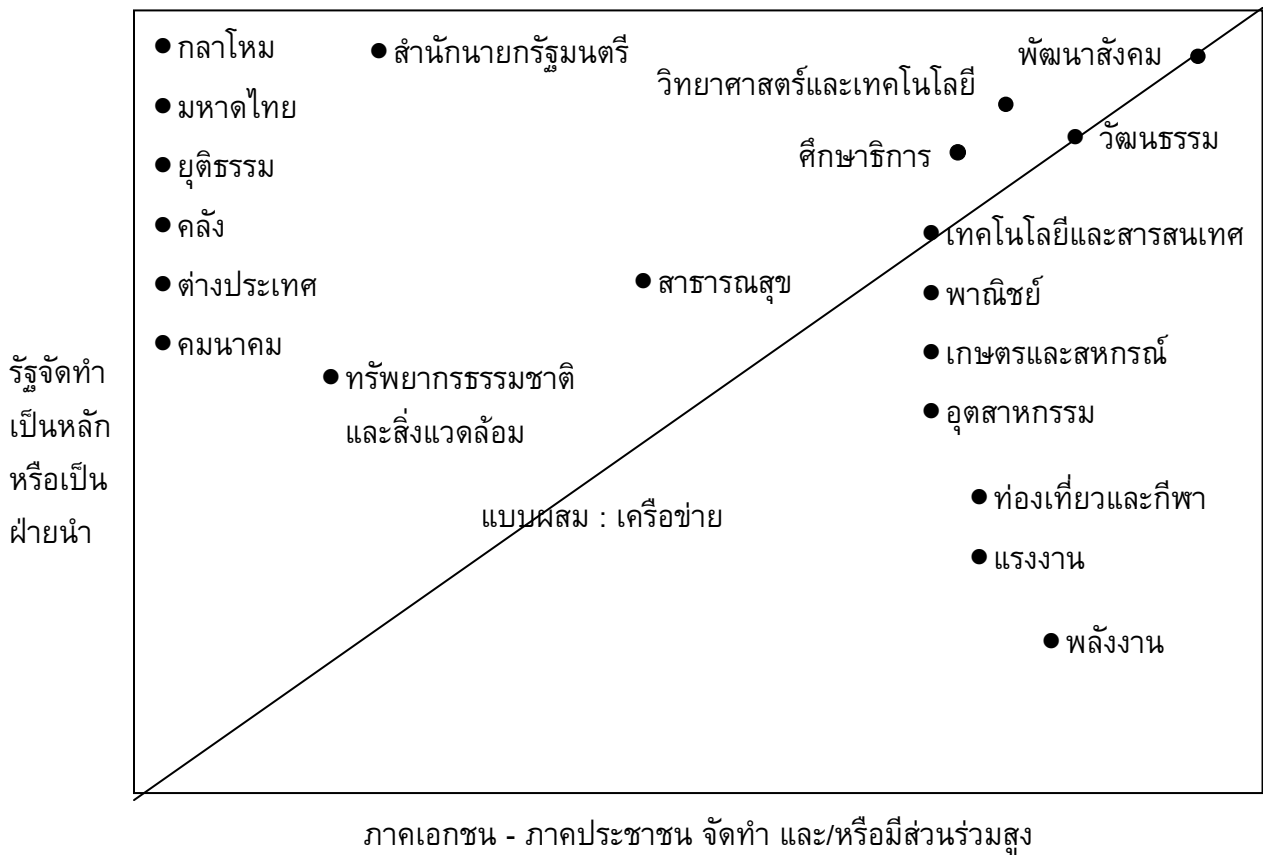 กลาโหม
สำนักนายกรัฐมนตรี
พัฒนาสังคม
วิทยาศาสตร์และเทคโนโลยี
มหาดไทย
วัฒนธรรม
ศึกษาธิการ
ยุติธรรม
คลัง
เทคโนโลยีและสารสนเทศ
ต่างประเทศ
สาธารณสุข
พาณิชย์
คมนาคม
เกษตรและสหกรณ์
รัฐจัดทำ
เป็นหลัก
หรือเป็น
ฝ่ายนำ
ทรัพยากรธรรมชาติ
และสิ่งแวดล้อม
อุตสาหกรรม
ท่องเที่ยวและกีฬา
แบบผสม : เครือข่าย
แรงงาน
พลังงาน
ภาคเอกชน - ภาคประชาชน จัดทำ และ/หรือมีส่วนร่วมสูง